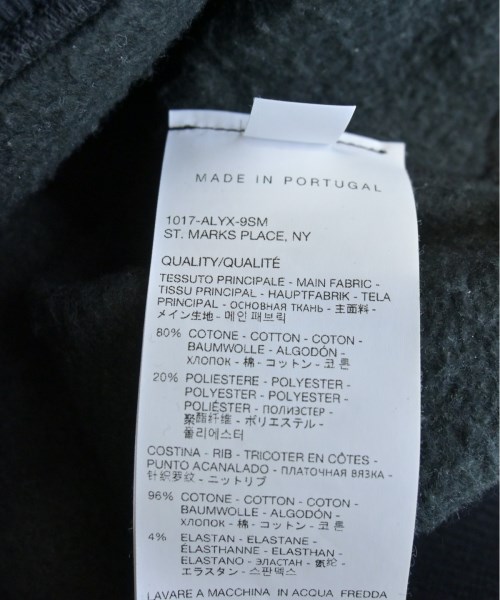 MADE IN PORTUGAL
1017-ALYX-9SM
ST. MARKS PLACE, NY
QUALITY/QUALITÉ
TESSUTO PRINCIPALE - MAIN FABRIC -
TISSU PRINCIPAL - HAUPTFABRIK - TELA
PRINCIPAL - ОСНОВНАЯ ТКАНЬ - 主面料 -
メイン生地 - 메인 패브릭
80% COTONE - COTTON - COTON -
BAUMWOLLE - ALGODÓN -
ХЛОПОК - 棉 - コットン - 코튼
20% POLIESTERE - POLYESTER -
POLYESTER - POLYESTER -
POLIÉSTER - ПОЛИЭСТЕР -
聚酯纤维 - ポリエステル -
폴리에스터
COSTINA - RIB - TRICOTER EN CÔTES -
PUNTO ACANALADO - ПЛАТОЧНАЯ ВЯЗКА -
针织罗纹 - ニットリブ
96% COTONE - COTTON - COTON -
BAUMWOLLE - ALGODÓN -
ХЛОПОК - 棉 - コットン - 코튼
4% ELASTAN - ELASTANE -
ÉLASTHANNE - ELASTHAN -
ELASTANO - ЭЛАСТАН - 氨纶 -
エラスタン - 스판덱스
LAVARE A MACCHINA IN ACQUA FREDDA